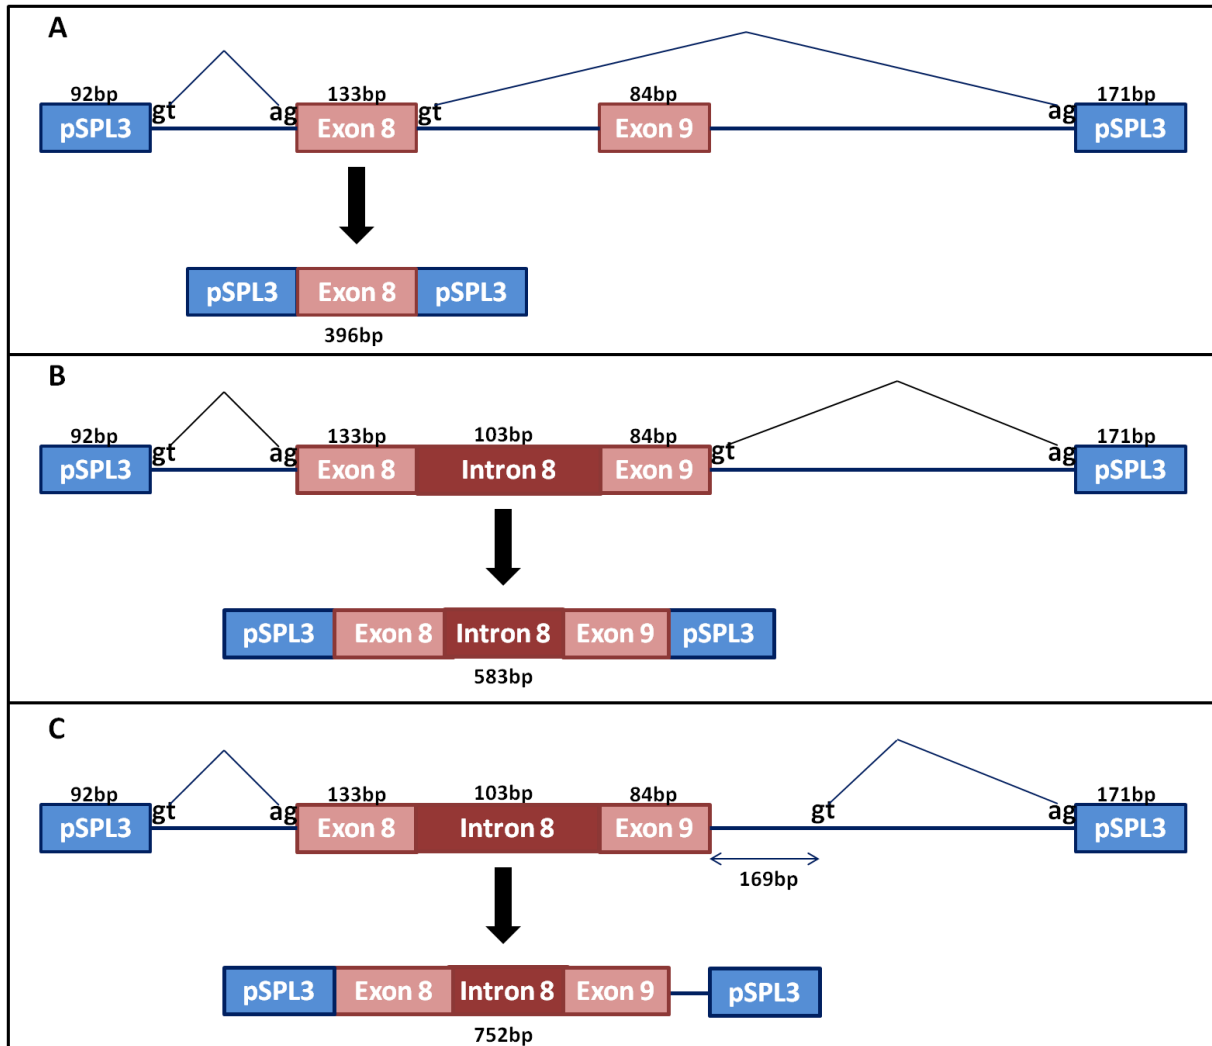 A
92bp 133bp 84bp 171bp
gt ag gt ag
pSPL3 Exon 8 Exon 9 pSPL3
pSPL3 Exon 8 pSPL3
396bp
B
92bp 133bp 103bp 84bp 171bp
gt ag gt ag
pSPL3 Exon 8 Intron 8 Exon 9 pSPL3
pSPL3 Exon 8 Intron 8 Exon 9 pSPL3
583bp
C
92bp 133bp 103bp 84bp 171bp
gt ag gt ag
pSPL3 Exon 8 Intron 8 Exon 9 pSPL3
169bp
pSPL3 Exon 8 Intron 8 Exon 9 pSPL3
752bp